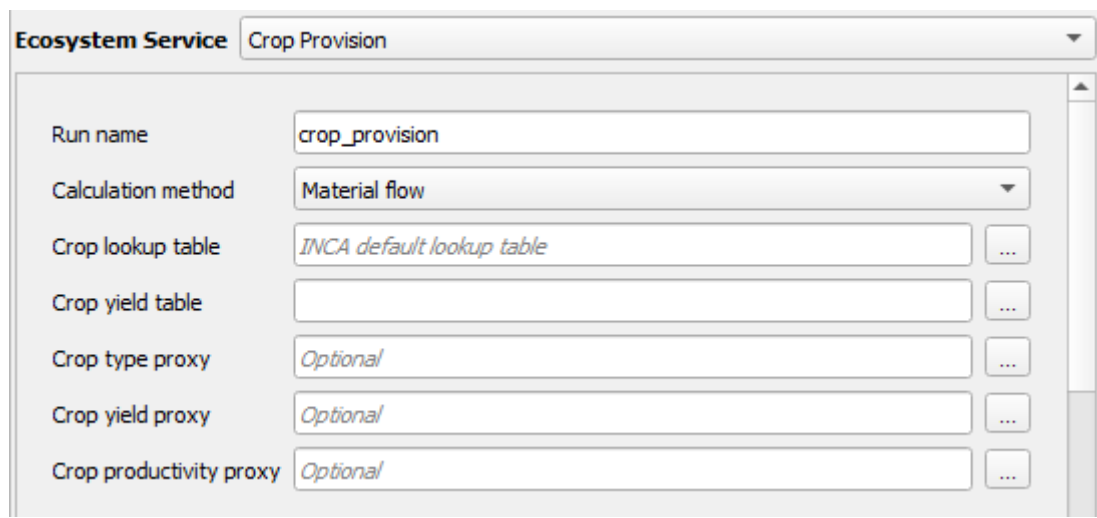 Ecosystem Service Crop Provision
Run name crop_provision
Calculation method Material flow
Crop lookup table INCA default lookup table ...
Crop yield table ...
Crop type proxy Optional ...
Crop yield proxy Optional ...
Crop productivity proxy Optional ...